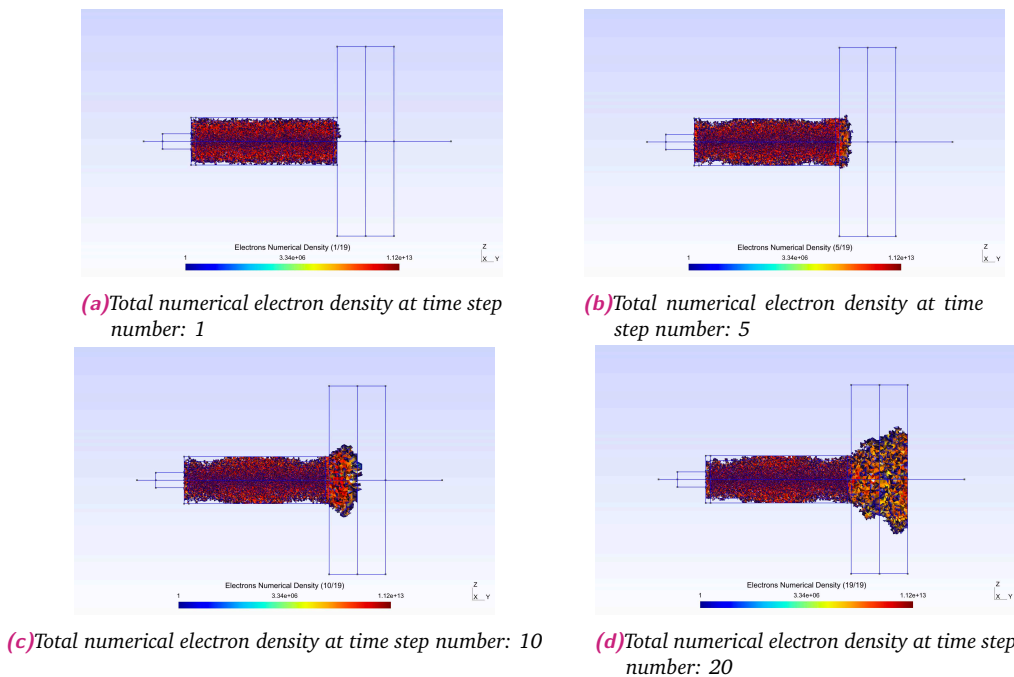 Electrons Numerical Density (1/19)
1 3.34e+06 1.12e+13
Z
X Y
(a)Total numerical electron density at time step
number: 1
Electrons Numerical Density (5/19)
1 3.34e+06 1.12e+13
Z
X Y
(b)Total numerical electron density at time
step number: 5
Electrons Numerical Density (10/19)
1 3.34e+06 1.12e+13
Z
X Y
(c)Total numerical electron density at time step number: 10
Electrons Numerical Density (19/19)
1 3.34e+06 1.12e+13
Z
X Y
(d)Total numerical electron density at time step
number: 20